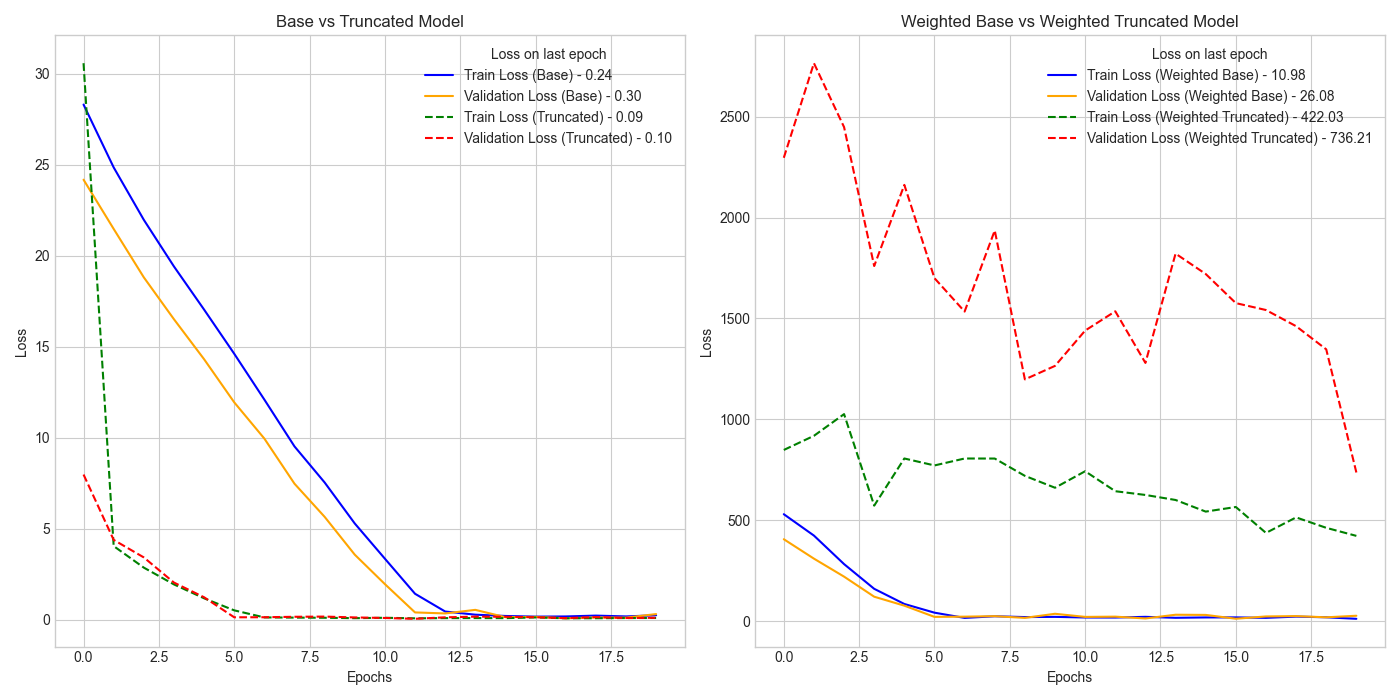 Base vs Truncated Model
Loss on last epoch
Train Loss (Base) - 0.24
Validation Loss (Base) - 0.30
Train Loss (Truncated) - 0.09
Validation Loss (Truncated) - 0.10
30
25
20
15
10
5
0
Loss
0.0 2.5 5.0 7.5 10.0 12.5 15.0 17.5
Epochs
Weighted Base vs Weighted Truncated Model
Loss on last epoch
Train Loss (Weighted Base) - 10.98
Validation Loss (Weighted Base) - 26.08
Train Loss (Weighted Truncated) - 422.03
Validation Loss (Weighted Truncated) - 736.21
2500
2000
1500
1000
500
0
Loss
0.0 2.5 5.0 7.5 10.0 12.5 15.0 17.5
Epochs